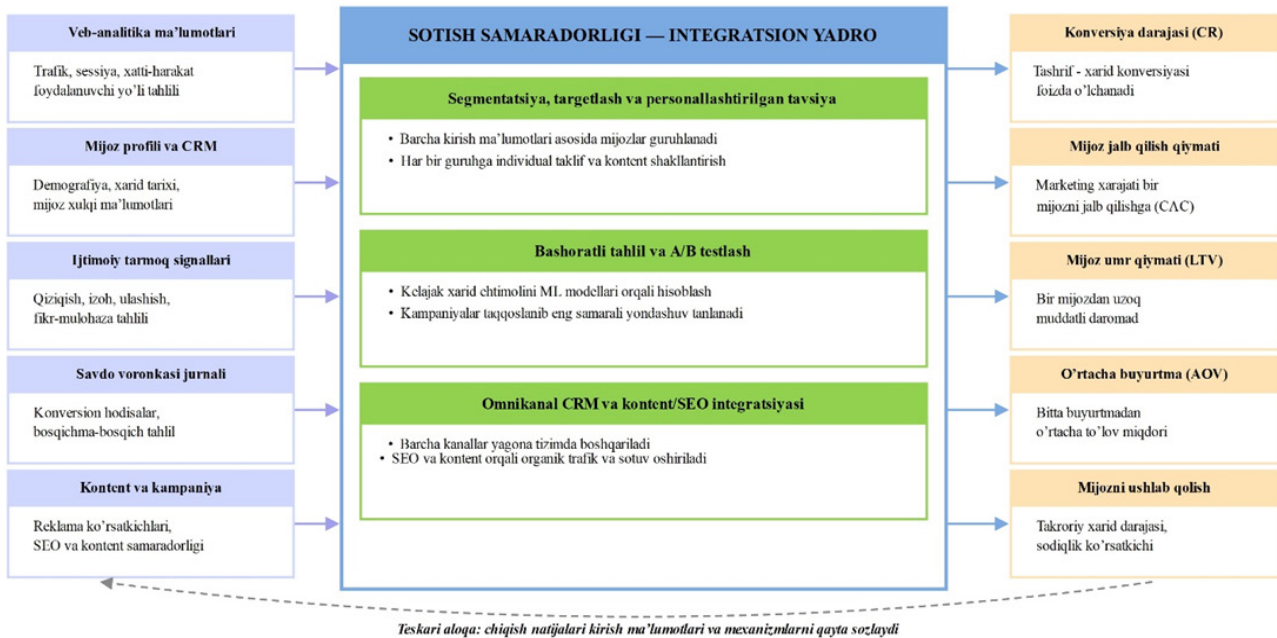 Veb-analitika ma'lumotlari
Trafik, sessiya, xatti-harakat
foydalanuvchi yo'li tahlili
Mijoz profili va CRM
Demografiya, xarid tarixi,
mijoz xukqi ma'lumotlari
Ijtimoiy tarmoq signallari
Qiziqish, izoh, ulashish,
fikr-mulohaza tahlili
Savdo voronkasi jurnali
Konversion hodisalar,
bosqichma-bosqich tahlil
Kontent va kampaniya
Reklama ko'rsatkichlari,
SEO va kontent samaradorligi
SOTISH SAMARADORLIGI — INTEGRATSION YADRO
Segmentatsiya, targetlash va personallashtirilgan tavsiya
• Barcha kirish ma'lumotlari asosida mijozlar guruhlanadi
• Har bir guruhga individual taklif va kontent shakllantirish
Bashoratli tahlil va A/B testlash
• Kelajak xarid ehtimolini ML modellari orqali hisoblash
• Kampaniyalar taqqoslanib eng samarali yondashuv tanlanadi
Omnikanal CRM va kontent/SEO integratsiyasi
• Barcha kanallar yagona tizimda boshqariladi
• SEO va kontent orqali organik trafik va sotuv oshiriladi
Konversiya darajasi (CR)
Tashrif - xarid konversiyasi
foizda o'lchanadi
Mijoz jalb qilish qiymati
Marketing xarajati bir
mijozni jalb qilishga (CAC)
Mijoz umr qiymati (LTV)
Bir mijozdan uzoq
muddatli daromad
O'rtacha buyurtma (AOV)
Bitta buyurtmadan
o'rtacha to'lov miqdori
Mijozni ushlab qolish
Takroriy xarid darajasi,
sodiqlik ko'rsatkichi
Teskari aloqa: chiqish natijalari kirish ma'lumotlari va mexanizmlarni qayta sozlaydi